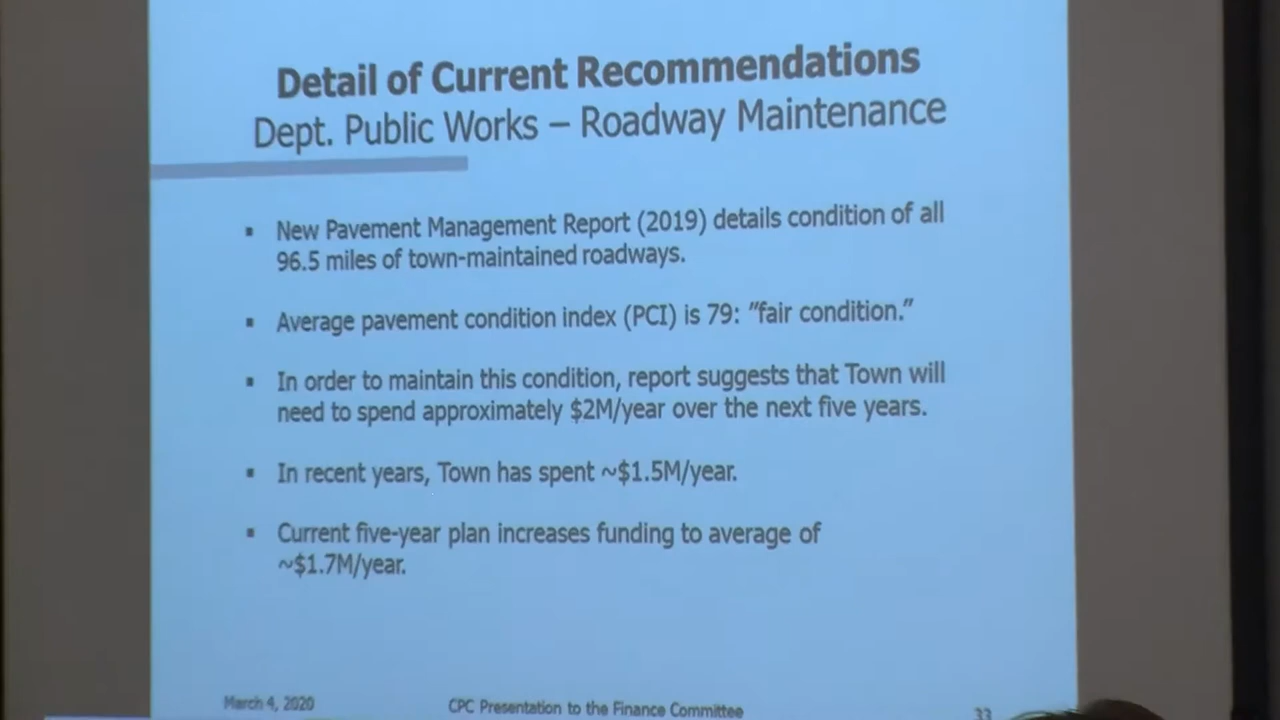 Detail of Current Recommendations
Dept. Public Works – Roadway Maintenance
▪ New Pavement Management Report (2019) details condition of all
96.5 miles of town-maintained roadways.
▪ Average pavement condition index (PCI) is 79: "fair condition."
▪ In order to maintain this condition, report suggests that Town will
need to spend approximately $2M/year over the next five years.
▪ In recent years, Town has spent ~$1.5M/year.
▪ Current five-year plan increases funding to average of
~$1.7M/year.
March 4, 2020
CPC Presentation to the Finance Committee
33